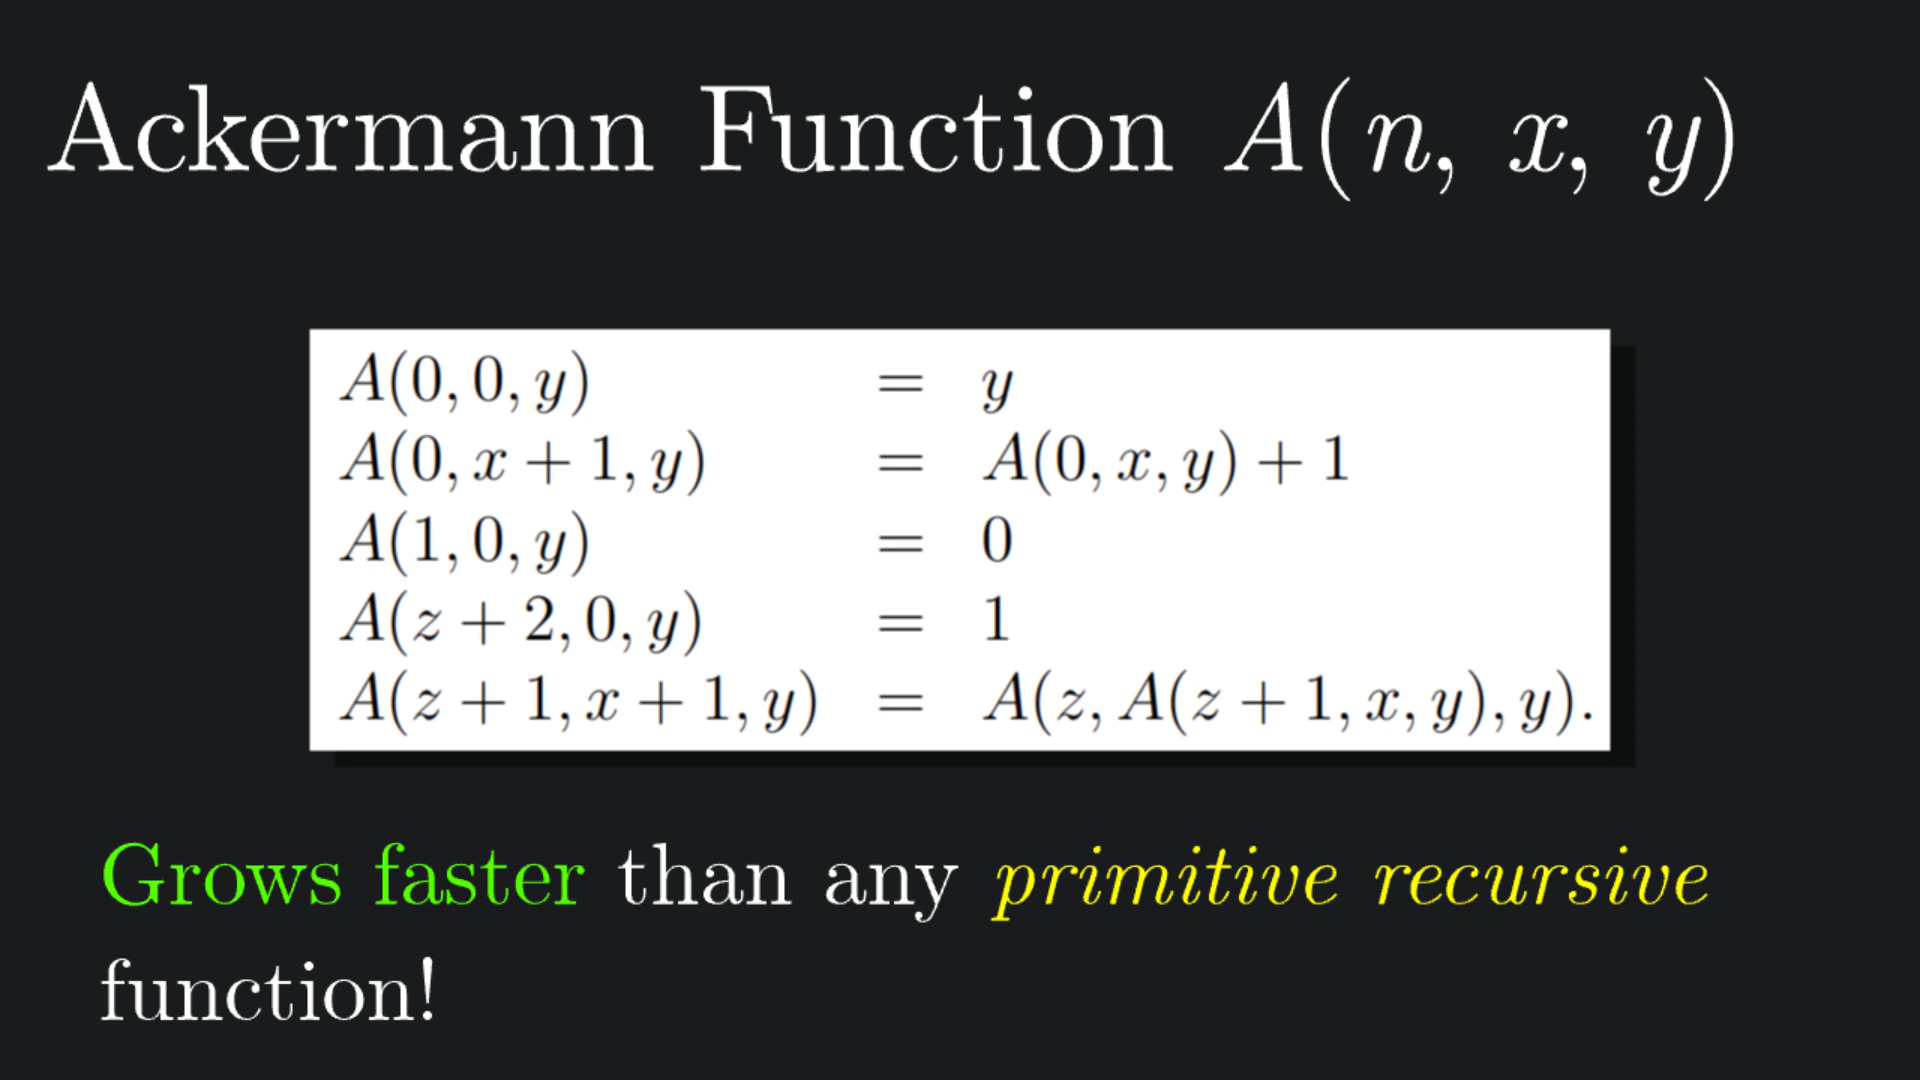 Ackermann Function A(n, x, y)
A(0, 0, y) = y
A(0, x + 1, y) = A(0, x, y) + 1
A(1, 0, y) = 0
A(z + 2, 0, y) = 1
A(z + 1, x + 1, y) = A(z, A(z + 1, x, y), y).
Grows faster than any primitive recursive
function!